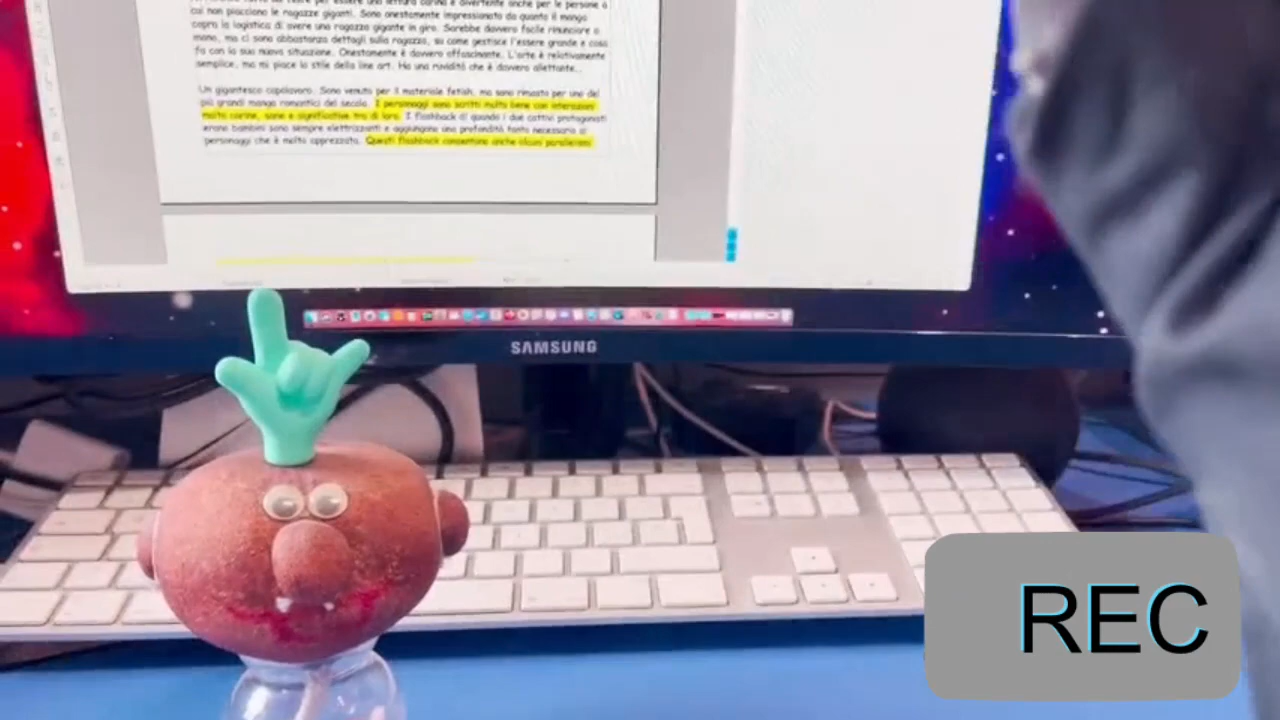 cui non piacciono le ragazze giganti. Sono onestamente impressionato da quanto il manga
copra la logistica di avere una ragazza gigante in giro. Sarebbe davvero facile rinunciare a
mano, ma ci sono abbastanza dettagli sulla ragazza, su come gestisce l'essere grande e cosa
fa con la sua nuova situazione. Onestamente è davvero affascinante. L'arte è relativamente
semplice, ma mi piace lo stile della line art. Ha una ruvidità che è davvero allettante..
Un gigantesco capolavoro. Sono venuto per il materiale fetish, ma sono rimasto per uno dei
più grandi manga romantici del secolo. I personaggi sono scritti molto bene con interazioni
molto carine, sane e significative tra di loro. I flashback di quando i due cattivi protagonisti
erano bambini sono sempre elettrizzanti e aggiungono una profondità tanto necessaria ai
personaggi che è molto apprezzata. Questi flashback consentono anche alcuni parallelismi
SAMSUNG
REC